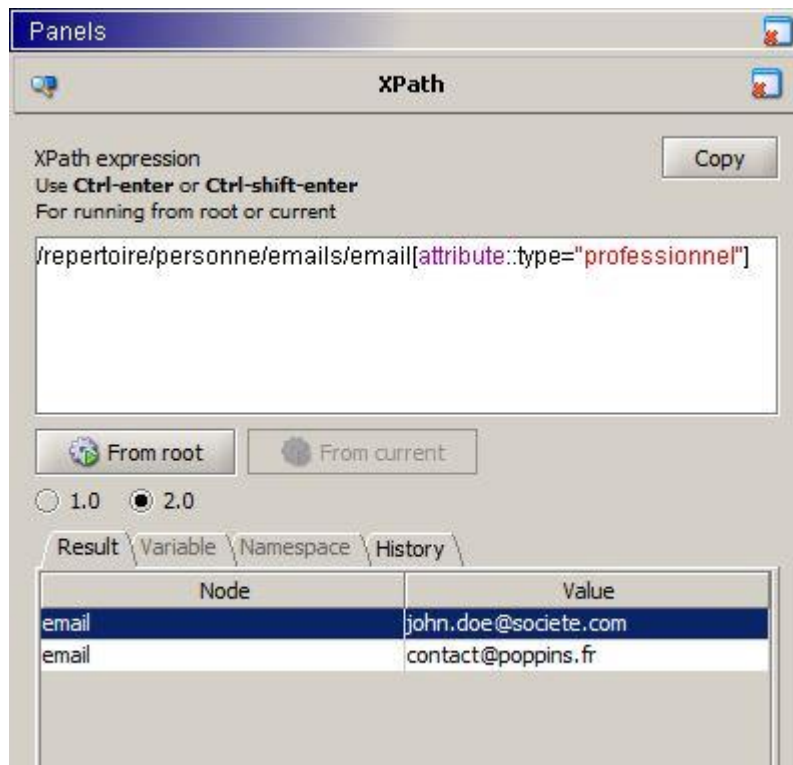 Panels
XPath
XPath expression
Copy
Use Ctrl-enter or Ctrl-shift-enter
For running from root or current
/repertoire/personne/emails/email[attribute::type="professionnel"]
From root From current
1.0 2.0
Result Variable Namespace History
Node Value
email john.doe@societe.com
email contact@poppins.fr